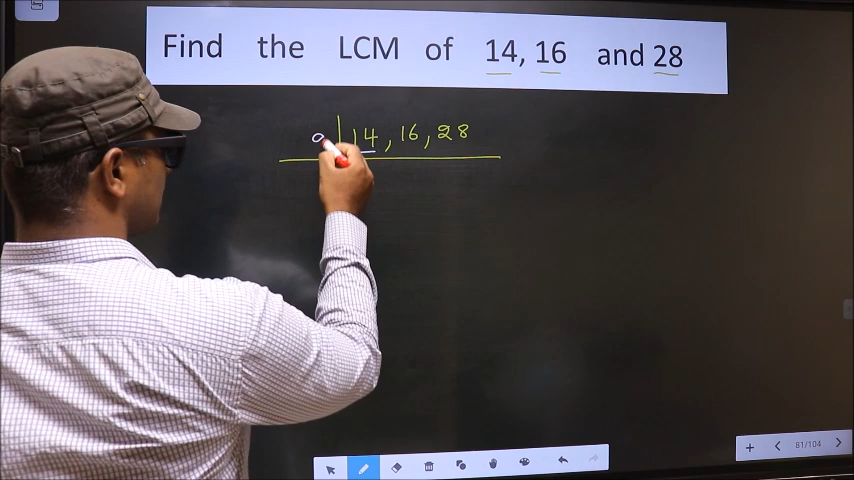 Find the LCM of 14, 16 and 28
14, 16, 28
81/104